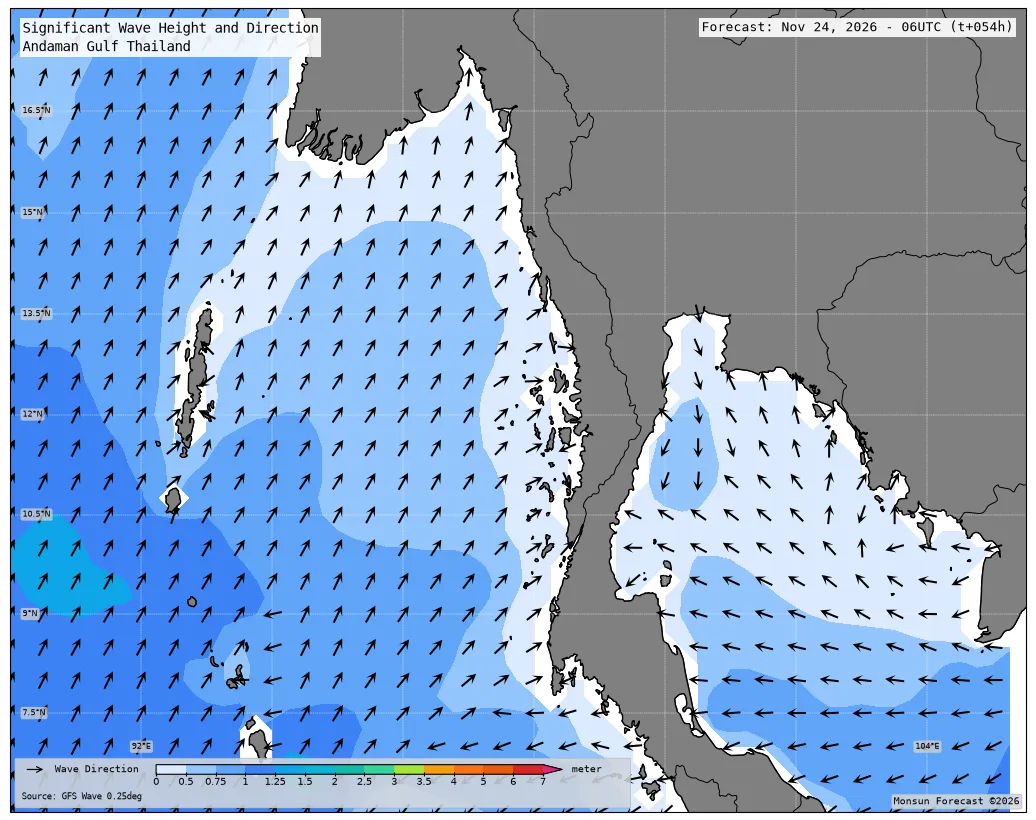 Significant Wave Height and Direction
Andaman Gulf Thailand
Forecast: Nov 24, 2026 - 06UTC (t+054h)
16.5°N
15°N
13.5°N
12°N
10.5°N
9°N
7.5°N
92°E
104°E
Wave Direction
0 0.5 0.75 1 1.25 1.5 2 2.5 3 3.5 4 5 6 7
meter
Source: GFS Wave 0.25deg
Monsun Forecast ©2026